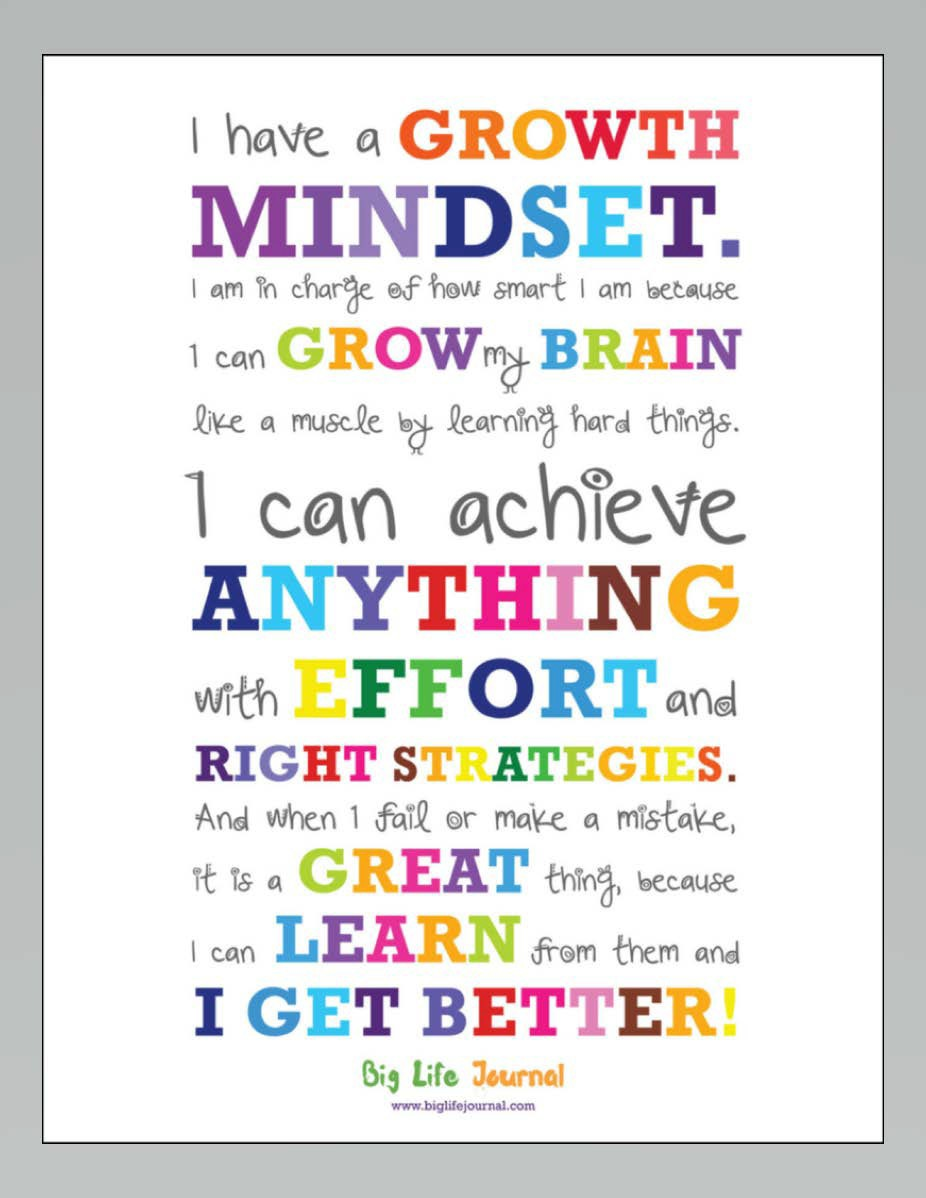 I have a GROWTH
MINDSET.
I am in charge of how smart I am because
I can GROW my BRAIN
like a muscle by learning hard things.
I can achieve
ANYTHING
with EFFORT and
RIGHT STRATEGIES.
And when I fail or make a mistake,
it is a GREAT thing, because
I can LEARN from them and
I GET BETTER!
Big Life Journal
www.biglifejournal.com